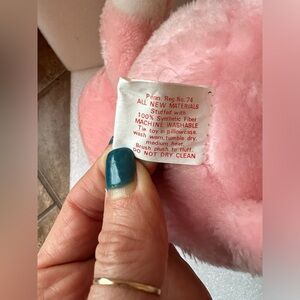 Penn. Reg. No. 74
ALL NEW MATERIALS
Stuffed with
100% Synthetic Fiber
MACHINE WASHABLE
Tie toy in pillowcase,
wash warm, tumble dry
medium heat.
Brush plush to fluff.
DO NOT DRY CLEAN